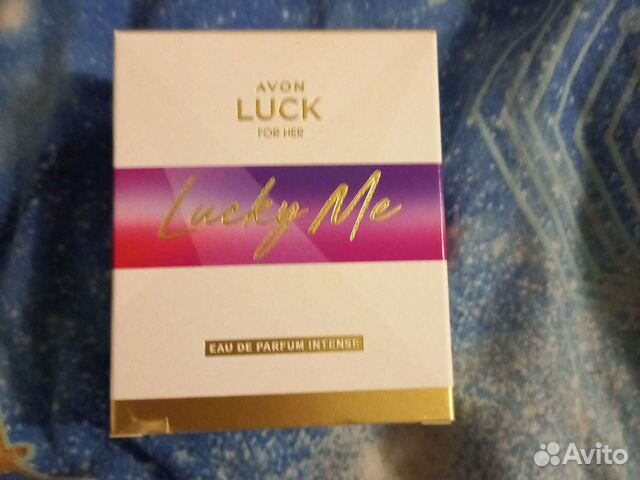 AVON
LUCK
FOR HER
Lucky Me
EAU DE PARFUM INTENSE
Avito